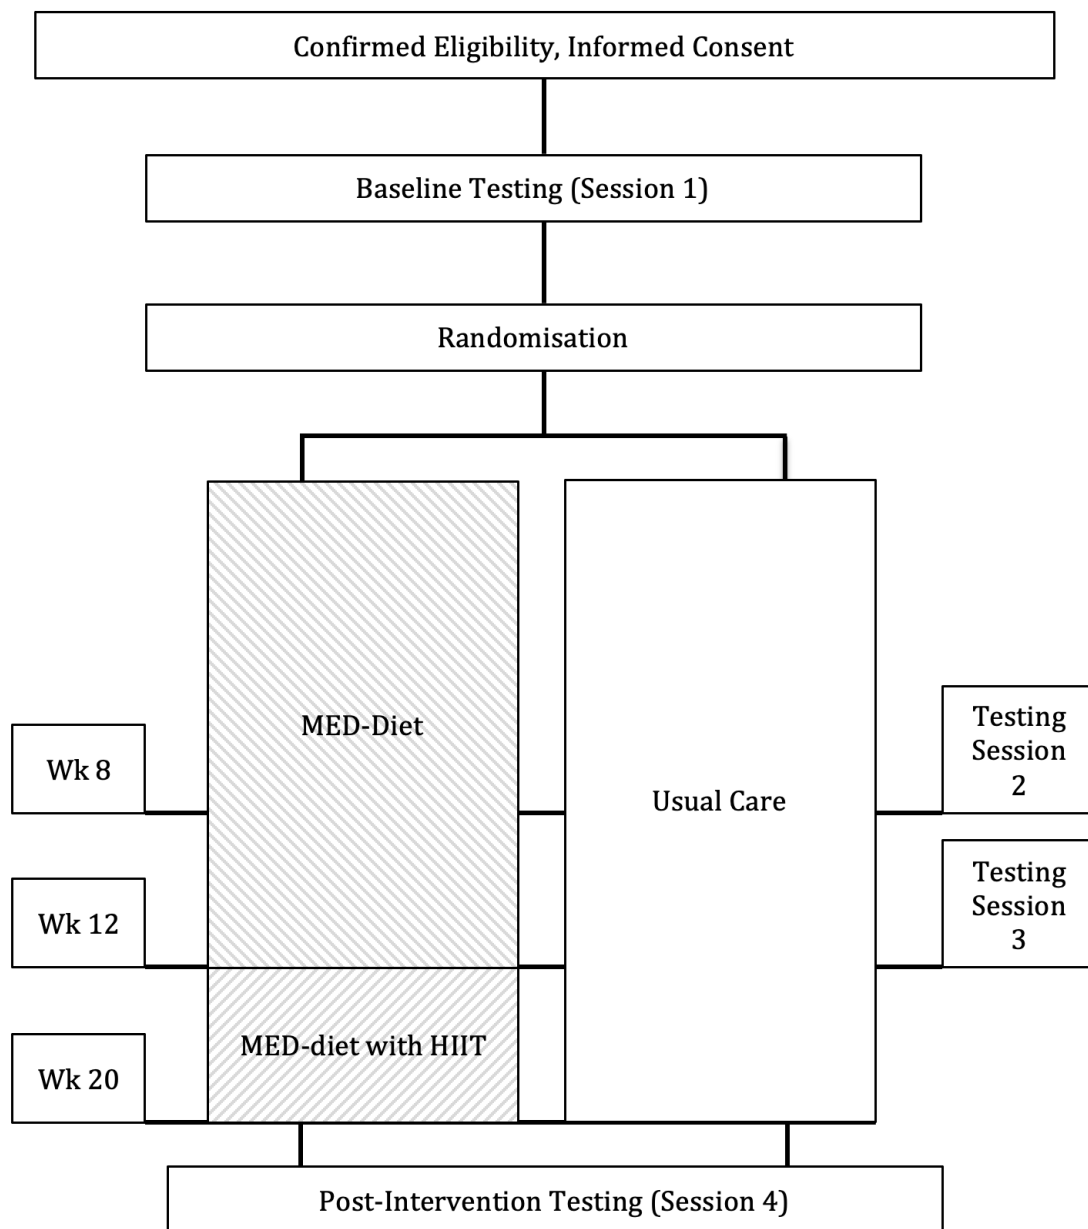 Confirmed Eligibility, Informed Consent
Baseline Testing (Session 1)
Randomisation
MED-Diet
Usual Care
Wk 8
Testing
Session
2
Wk 12
Testing
Session
3
MED-diet with HIIT
Wk 20
Post-Intervention Testing (Session 4)